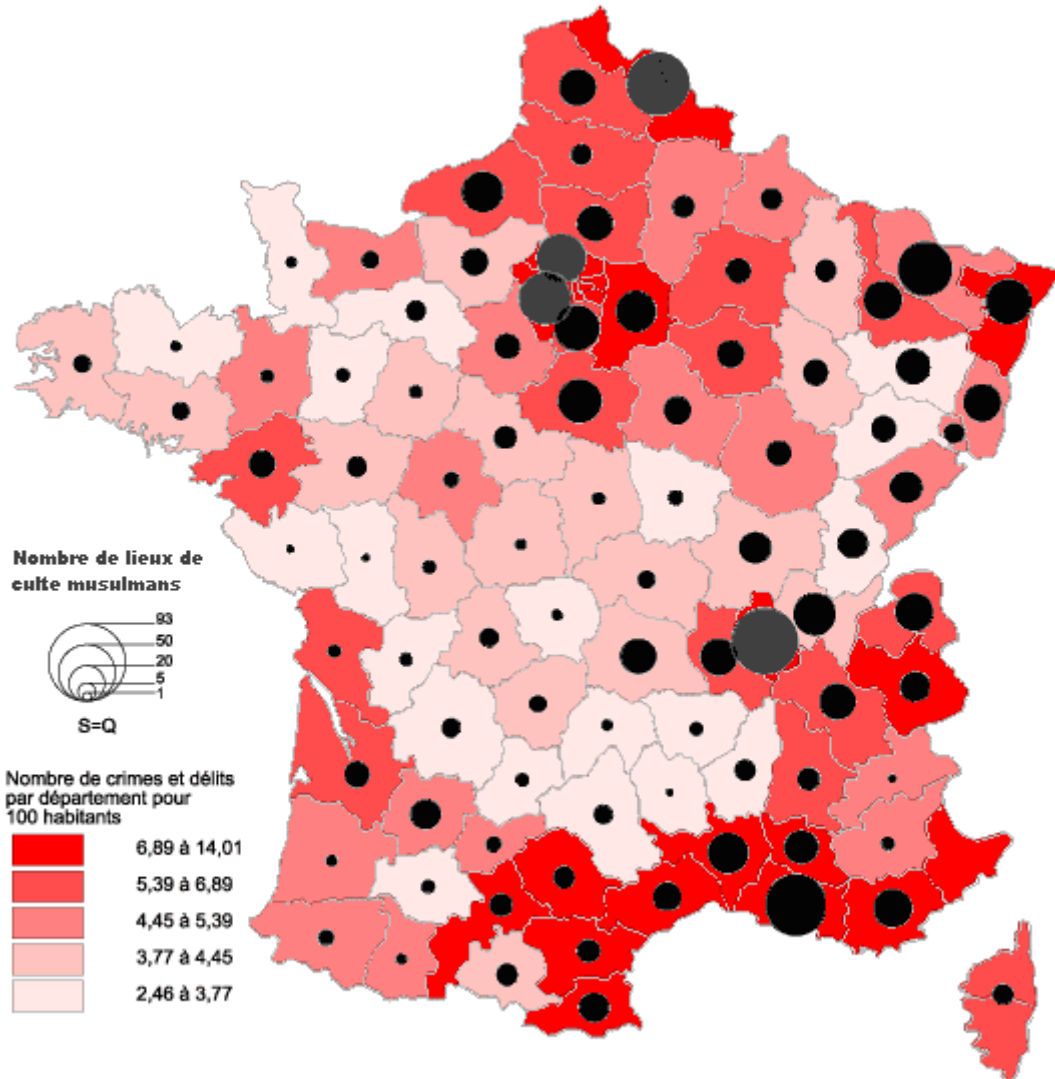 Nombre de lieux de
culte musulmans
93
50
20
5
1
S=Q
Nombre de crimes et délits
par département pour
100 habitants
6,89 à 14,01
5,39 à 6,89
4,45 à 5,39
3,77 à 4,45
2,46 à 3,77